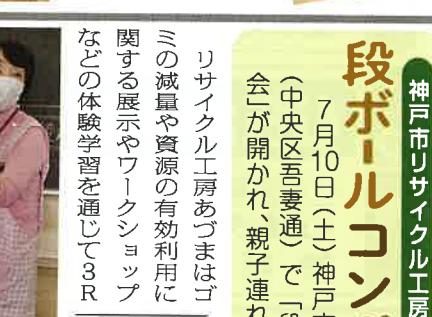 神戸市リサイクル工房
段ボールコン
7月10日(土)神戸市
(中央区吾妻通)で「
会」が開かれ、親子連れ
リサイクル工房あづまはゴ
ミの減量や資源の有効利用に
関する展示やワークショップ
などの体験学習を通じて3R